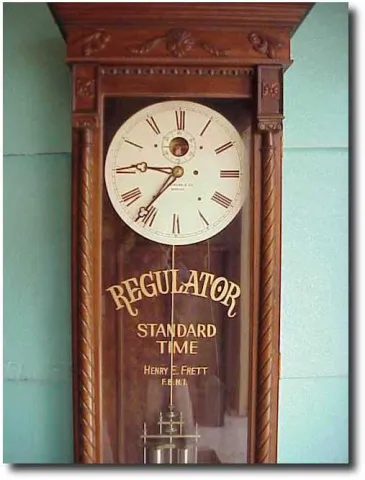 REGULATOR
STANDARD
TIME
HENRY E. FRETT
F.B.H.I.